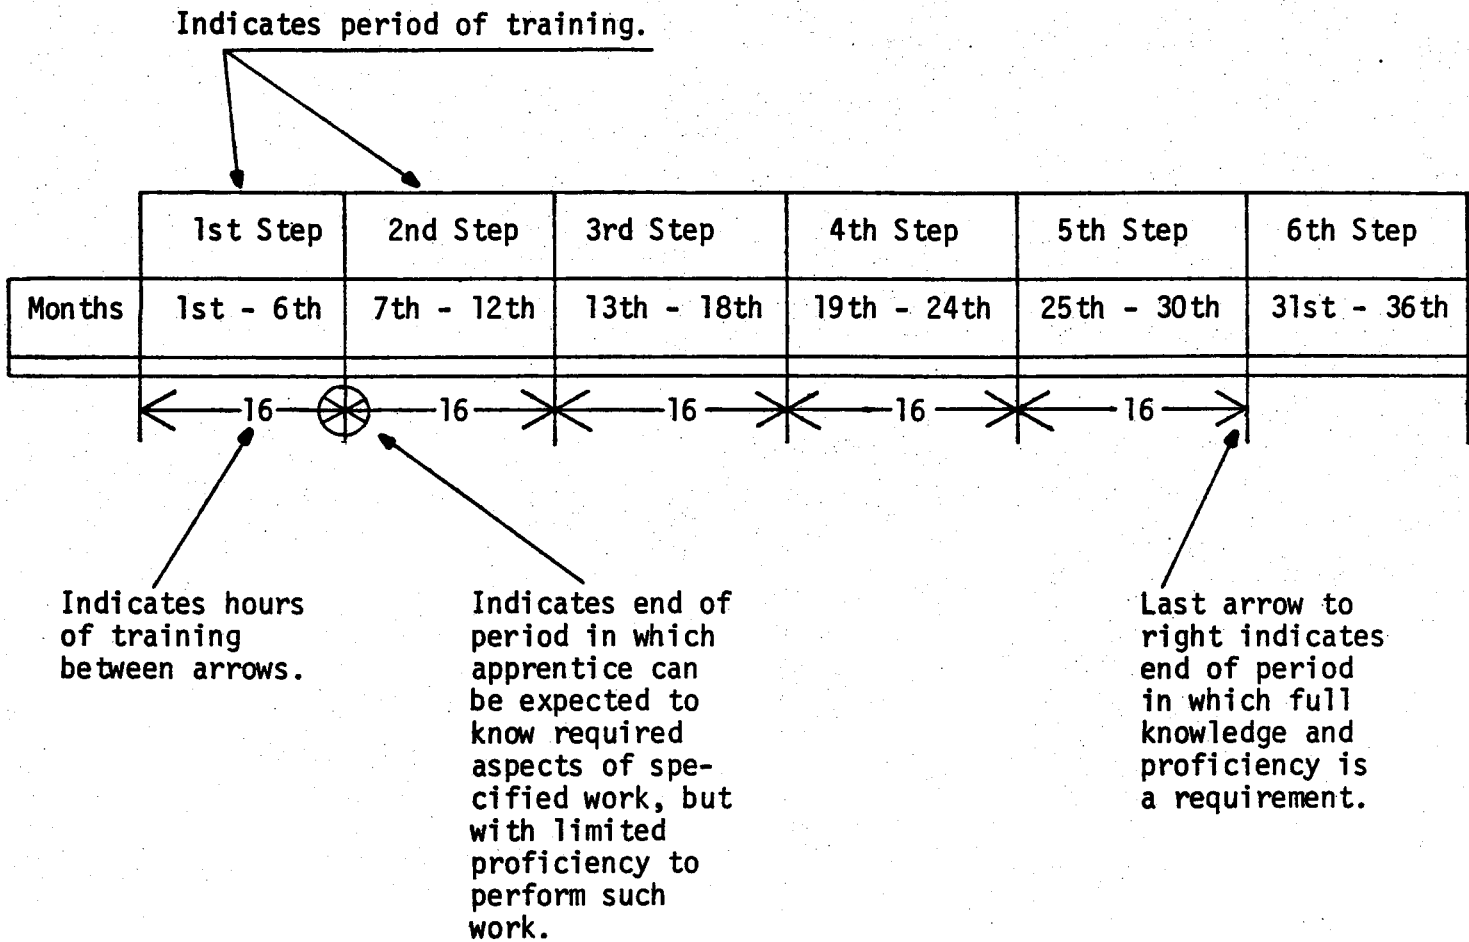 Indicates period of training.
1st Step 2nd Step 3rd Step 4th Step 5th Step 6th Step
Months 1st - 6th 7th - 12th 13th - 18th 19th - 24th 25th - 30th 31st - 36th
16 16 16 16 16
Indicates hours
of training
between arrows.
Indicates end of
period in which
apprentice can
be expected to
know required
aspects of spe-
cified work, but
with limited
proficiency to
perform such
work.
Last arrow to
right indicates
end of period
in which full
knowledge and
proficiency is
a requirement.